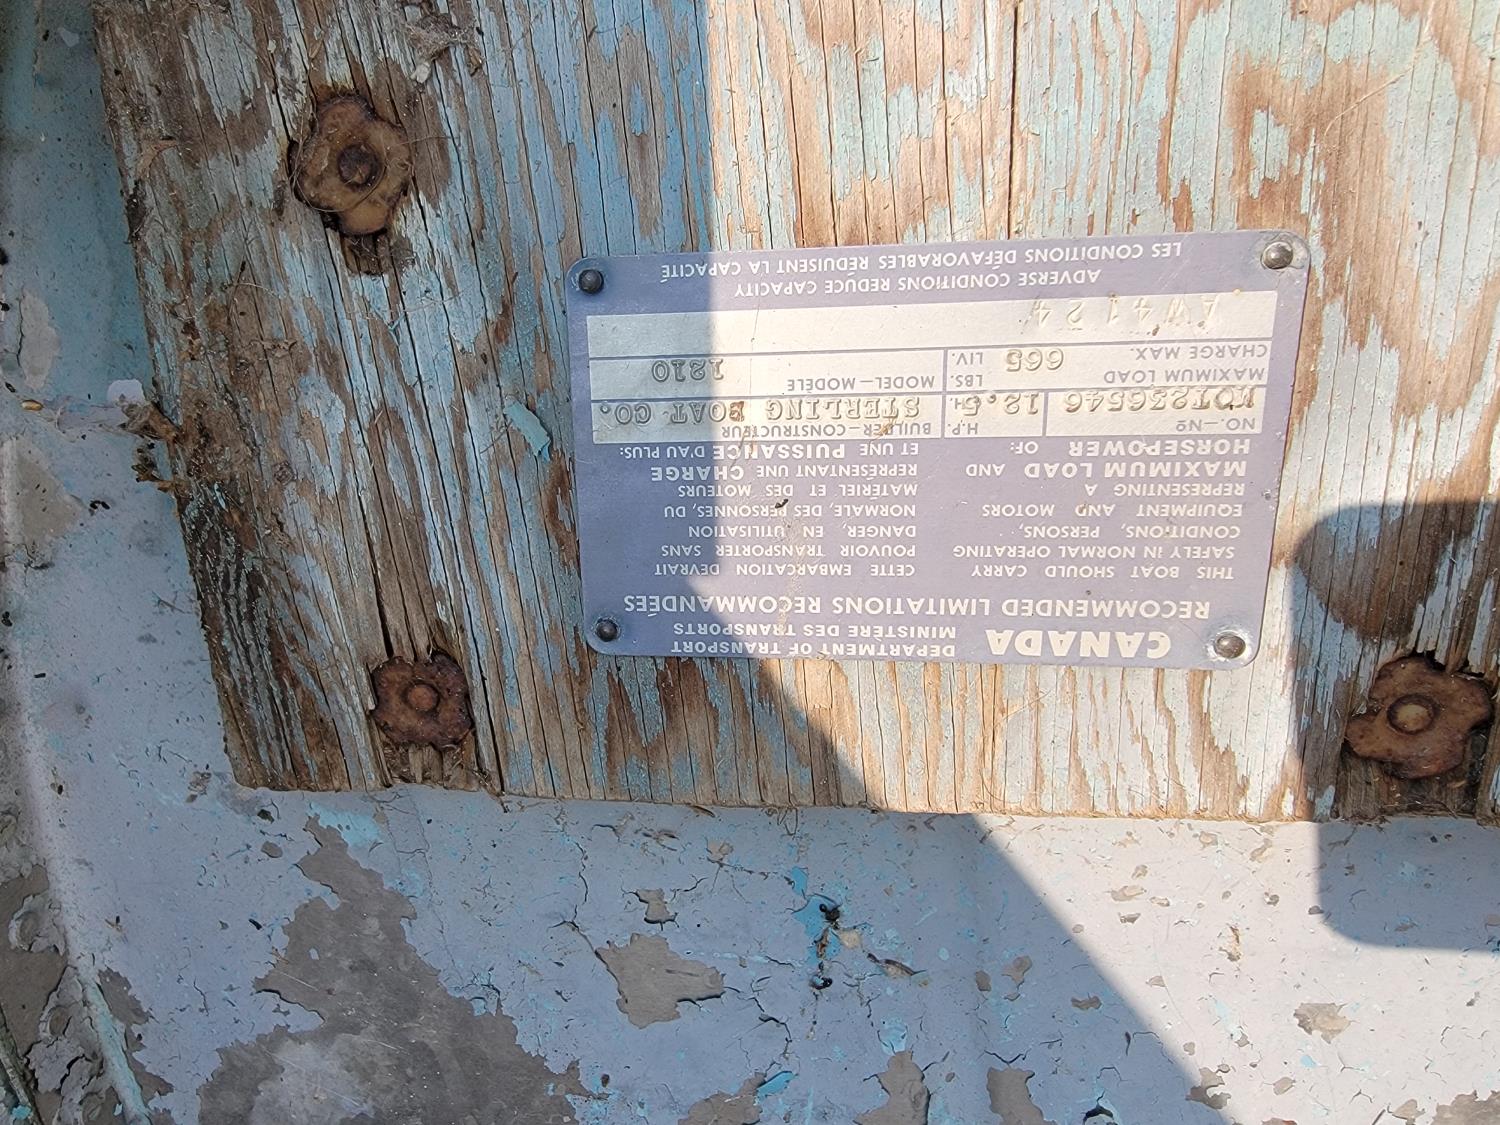 CANADA
DEPARTMENT OF TRANSPORT
MINISTÈRE DES TRANSPORTS
RECOMMENDED LIMITATIONS RECOMMANDÉES
THIS BOAT SHOULD CARRY
SAFELY IN NORMAL OPERATING
CONDITIONS, PERSONS,
EQUIPMENT AND MOTORS
REPRESENTING A
MAXIMUM LOAD AND
HORSEPOWER OF:
CETTE EMBARCATION DEVRAIT
POUVOIR TRANSPORTER SANS
DANGER, EN UTILISATION
NORMALE, DES PERSONNES, DU
MATÉRIEL ET DES MOTEURS
REPRÉSENTANT UNE CHARGE
ET UNE PUISSANCE D'AU PLUS:
NO.—Nº
H.P.
BUILDER—CONSTRUCTEUR
MOT236546 12.5 STERLING BOAT CO.
MAXIMUM LOAD LBS.
CHARGE MAX. 665 LIV.
MODEL—MODÈLE 1210
AW4124
ADVERSE CONDITIONS REDUCE CAPACITY
LES CONDITIONS DÉFAVORABLES RÉDUISENT LA CAPACITÉ